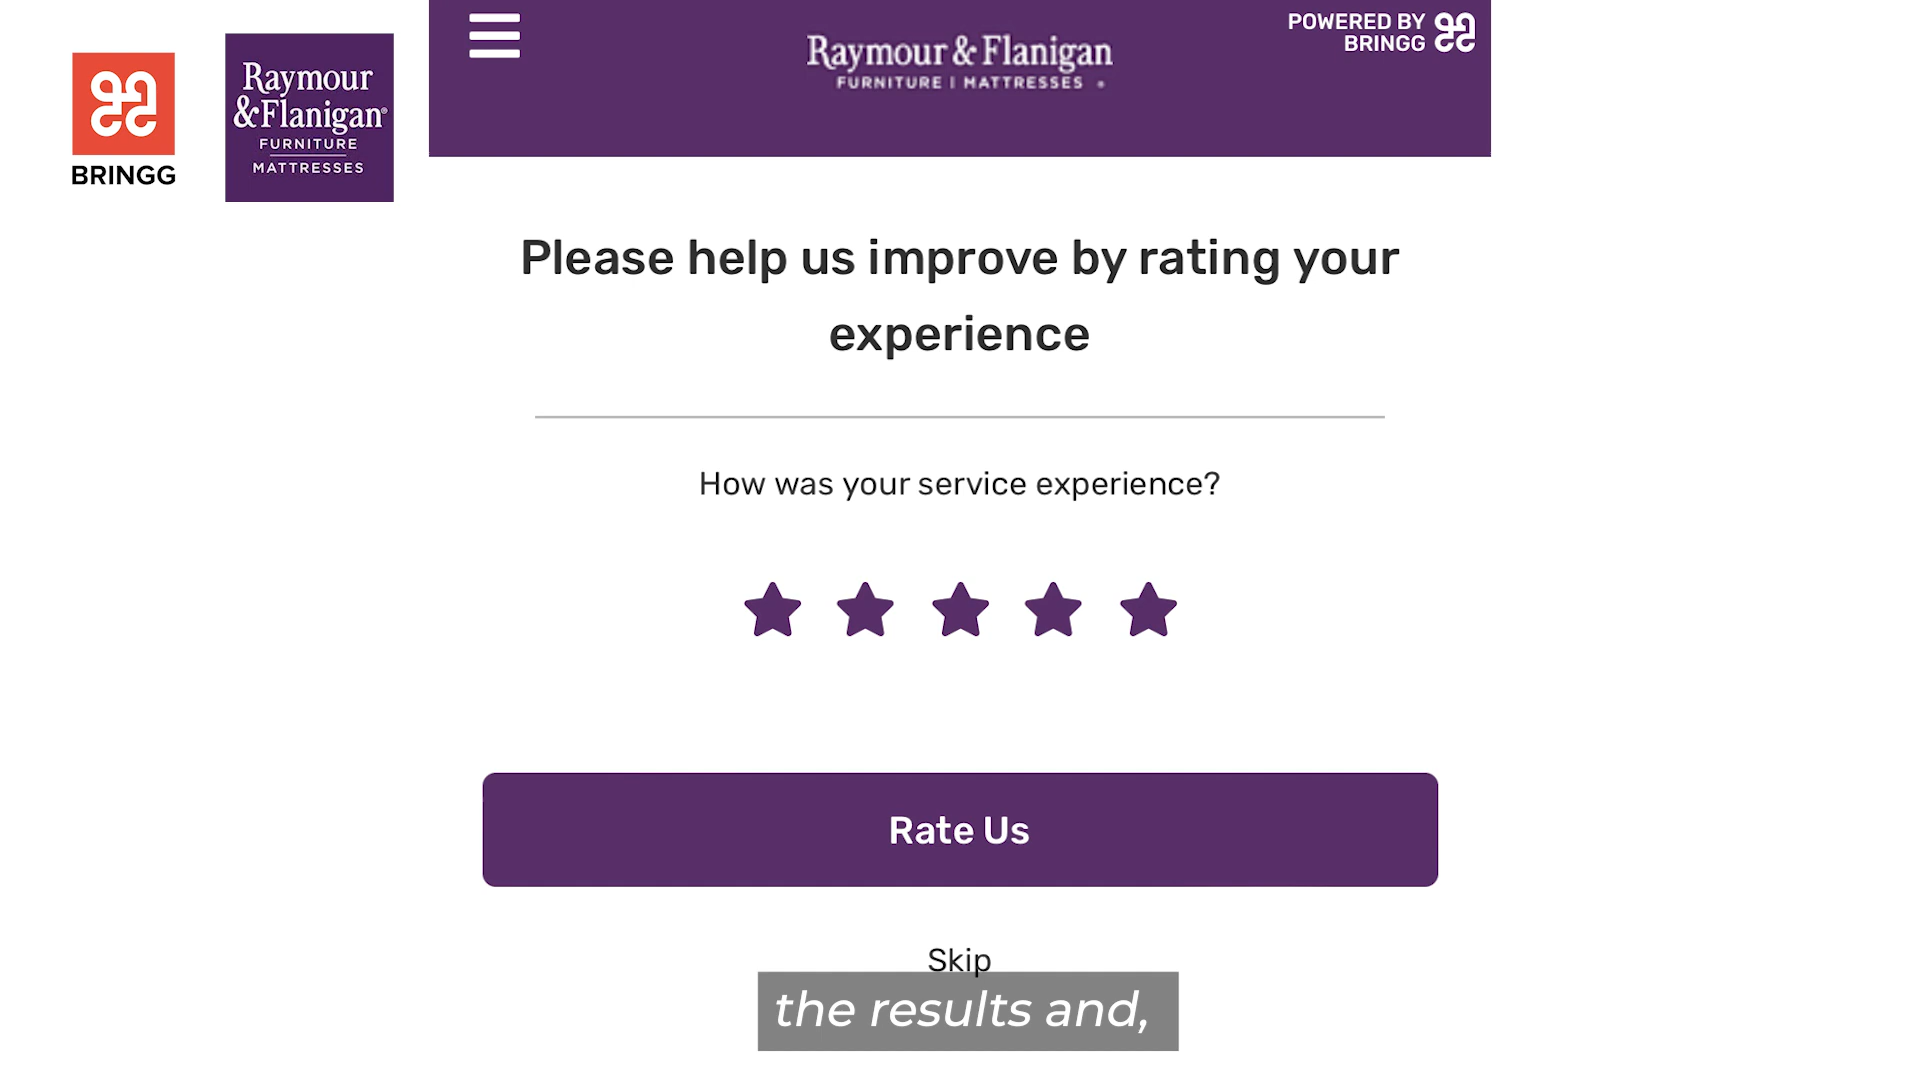 BRINGG
Raymour
&Flanigan®
FURNITURE
MATTRESSES
Raymour & Flanigan
FURNITURE | MATTRESSES
POWERED BY
BRINGG
Please help us improve by rating your
experience
How was your service experience?
Rate Us
Skip
the results and,